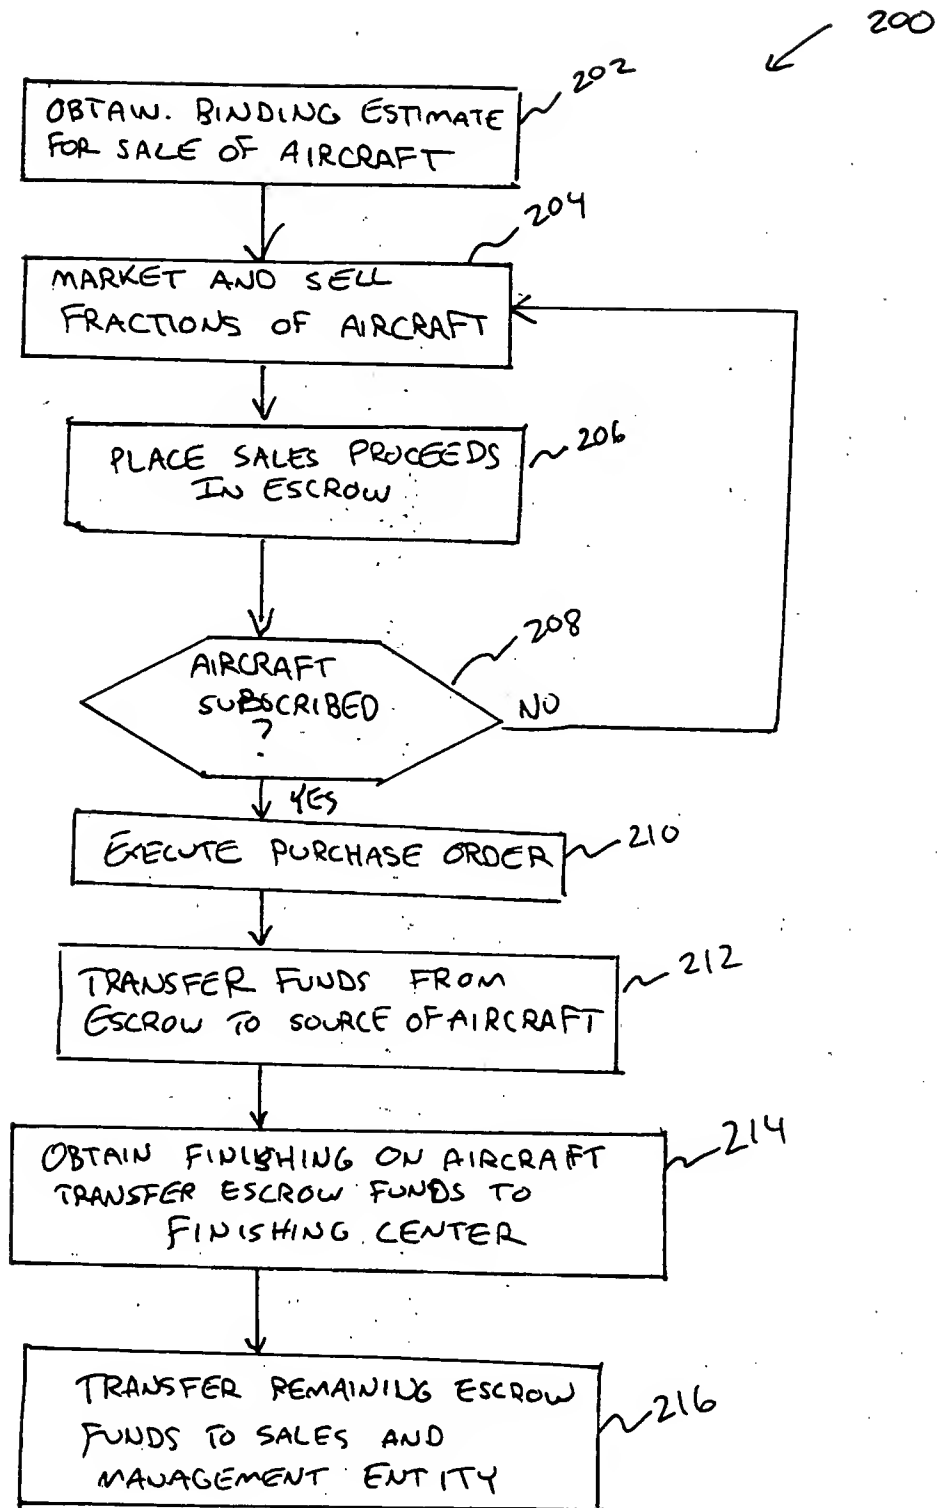 200
202
OBTAIN. BINDING ESTIMATE
FOR SALE OF AIRCRAFT
204
MARKET AND SELL
FRACTIONS OF AIRCRAFT
206
PLACE SALES PROCEEDS
IN ESCROW
208
AIRCRAFT
SUBSCRIBED
?
NO
YES
EXECUTE PURCHASE ORDER
210
TRANSFER FUNDS FROM
ESCROW TO SOURCE OF AIRCRAFT
212
OBTAIN FINISHING ON AIRCRAFT
TRANSFER ESCROW FUNDS TO
FINISHING CENTER
214
TRANSFER REMAINING ESCROW
FUNDS TO SALES AND
MANAGEMENT ENTITY
216